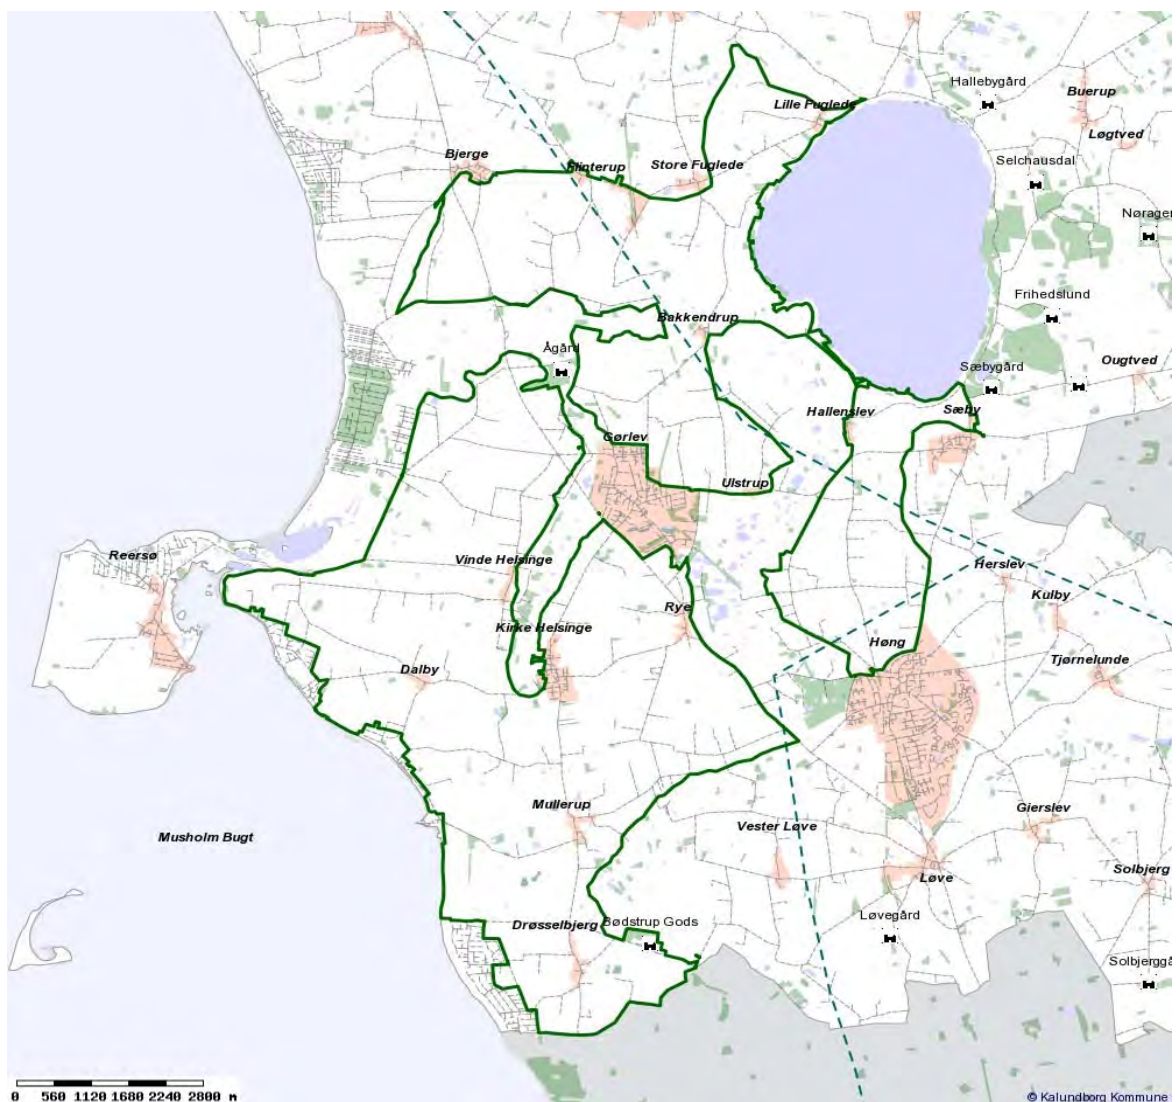 Hallebygård
Buerup
Lille Fuglede
Løgtved
Bjerge
Flinterup
Store Fuglede
Selchausdal
Nørager
Frihedslund
Bakkendrup
Ågård
Sæbygård
Ougtved
Hallenslev
Sæby
Gørlev
Ulstrup
Reersø
Vinde Helsinge
Herslev
Kulby
Rye
Kirke Helsinge
Høng
Tjørnelunde
Dalby
Mullerup
Gierslev
Vester Løve
Musholm Bugt
Solbjerg
Løve
Drøsselbjerg
Bødstrup Gods
Løvegård
Solbjerggå
0 560 1120 1680 2240 2800 m
© Kalundborg Kommune